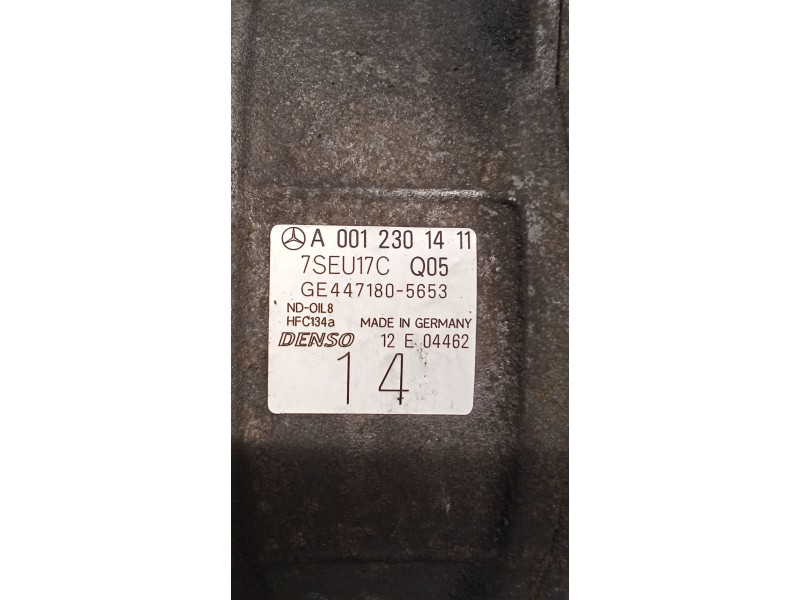 A 001 230 14 11
7SEU17C Q05
GE447180-5653
ND-OIL8
HFC134a MADE IN GERMANY
DENSO 12 E 04462
14